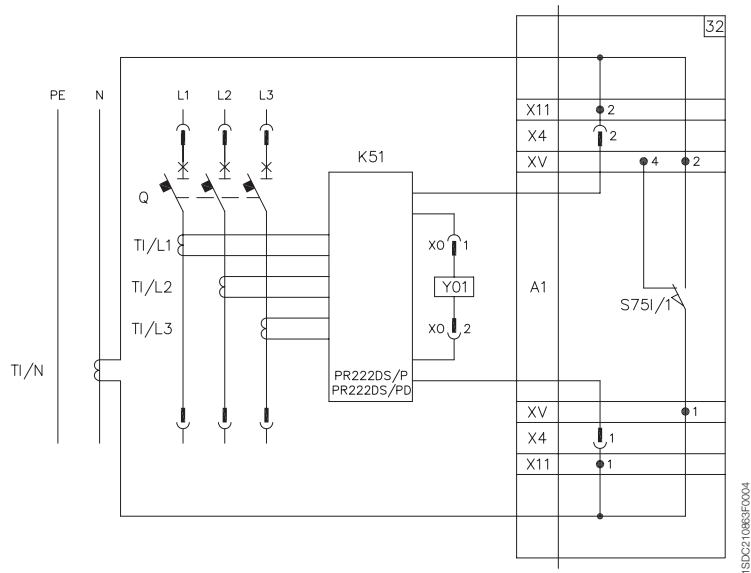 32
PE N L1 L2 L3
X11 2
X4 2
K51
XV 4 2
Q
TI/L1 X0 1
TI/L2 Y01 A1
S75I/1
TI/L3 X0 2
TI/N
PR222DS/P
PR222DS/PD
XV 1
X4 1
X11 1
1SDC210863F0004